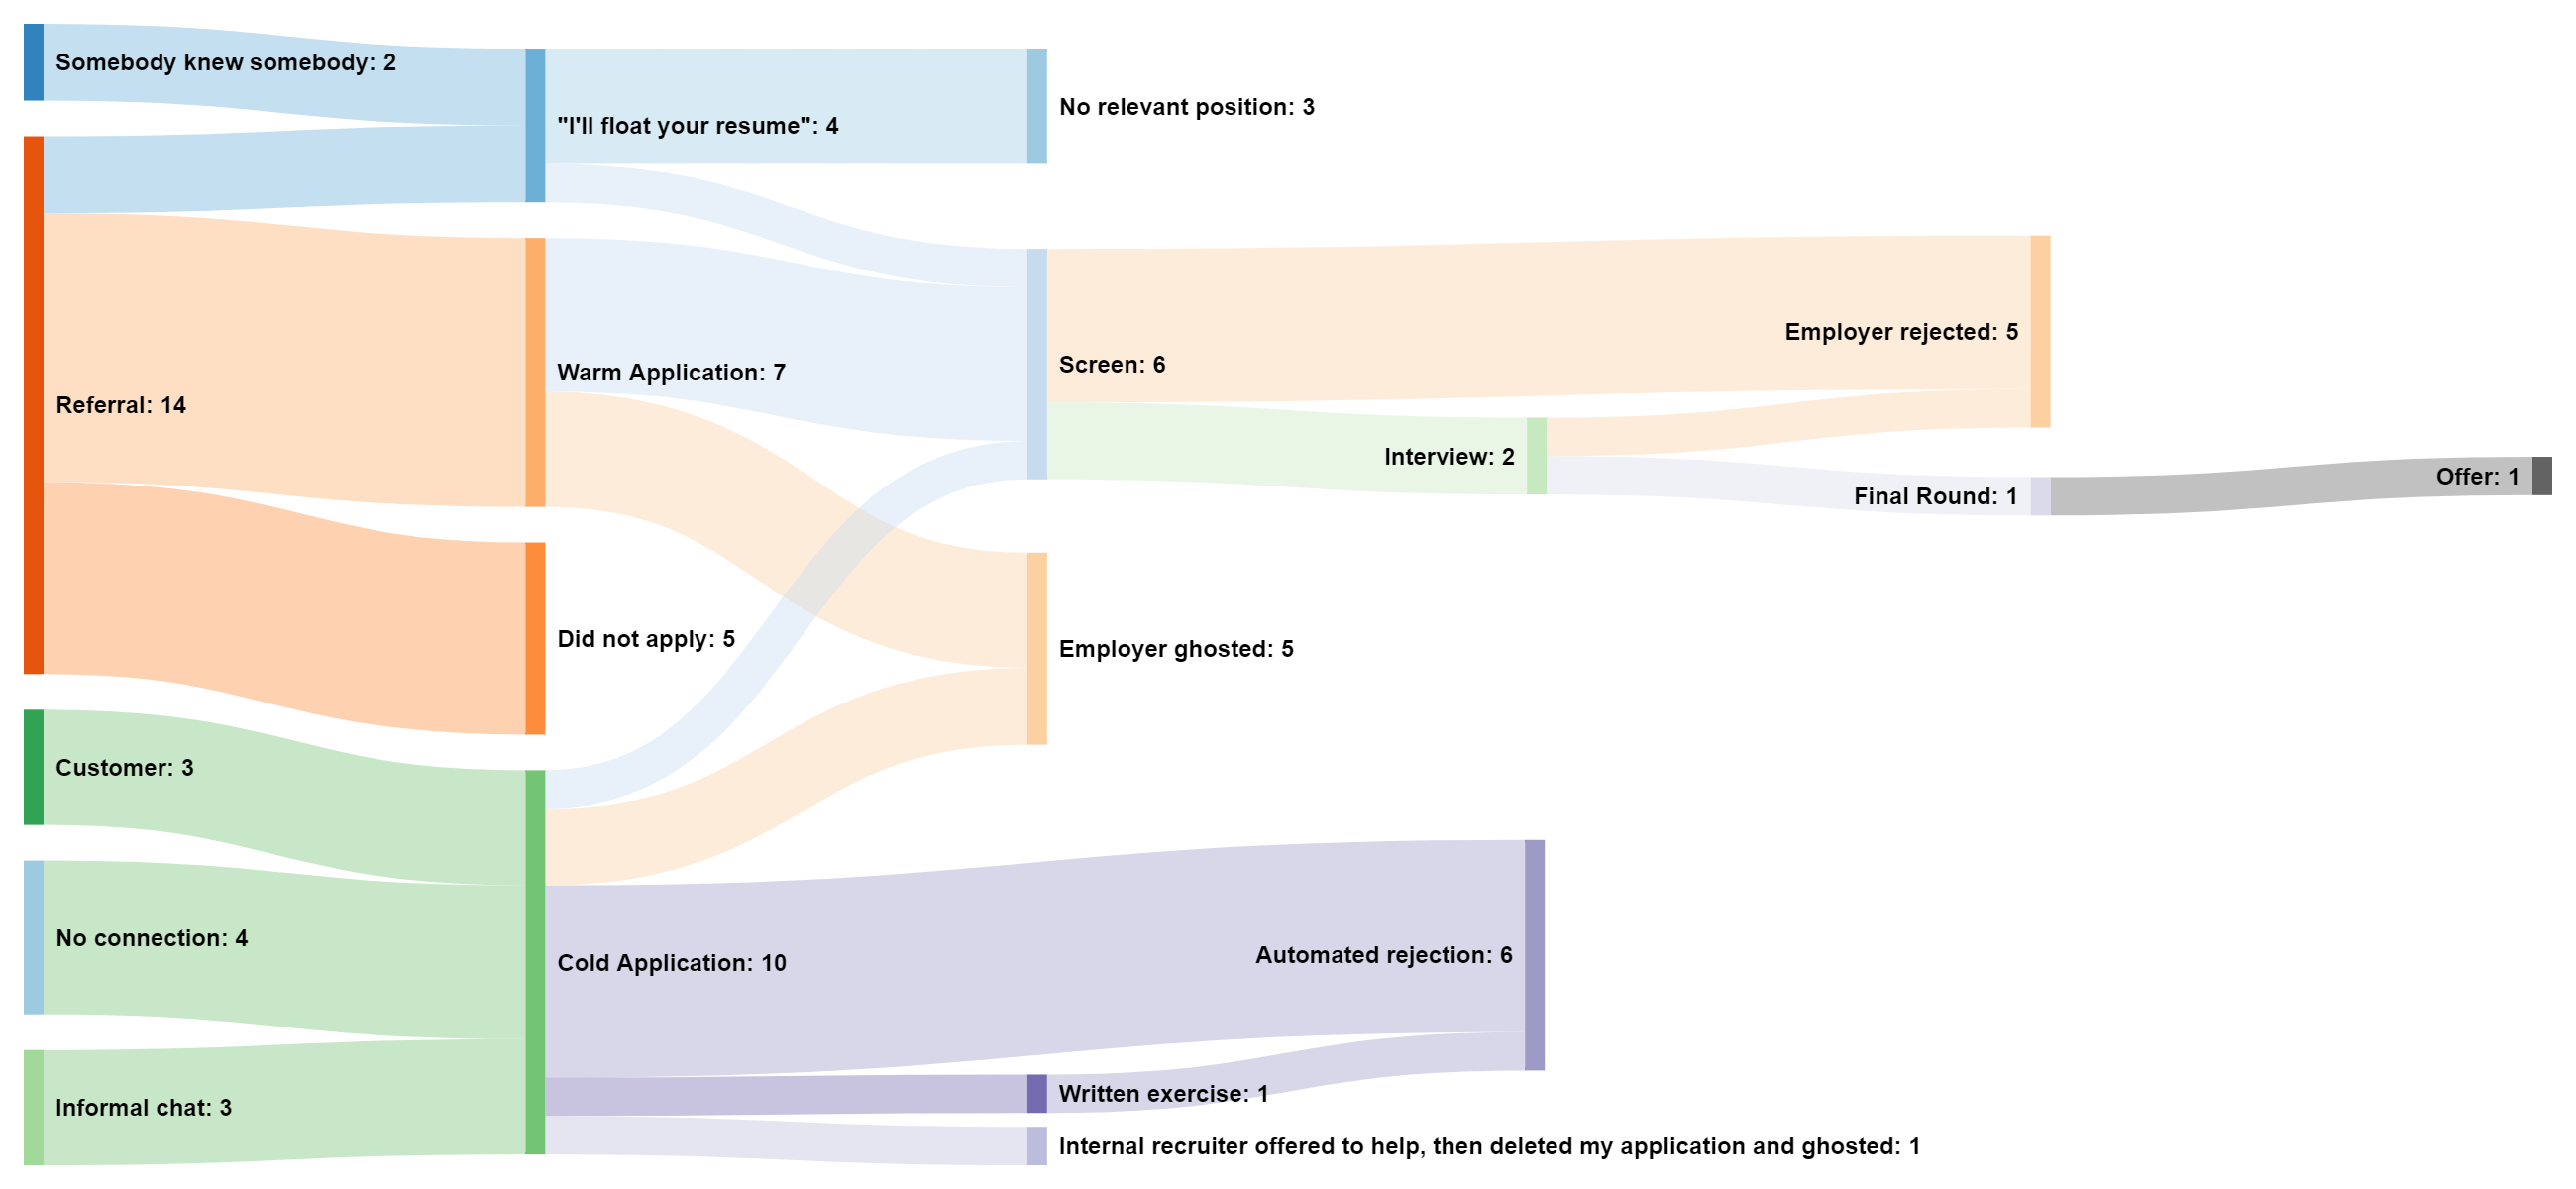 Somebody knew somebody: 2
"I'll float your resume": 4
No relevant position: 3
Referral: 14
Warm Application: 7
Screen: 6
Employer rejected: 5
Interview: 2
Final Round: 1
Offer: 1
Did not apply: 5
Employer ghosted: 5
Customer: 3
No connection: 4
Cold Application: 10
Automated rejection: 6
Informal chat: 3
Written exercise: 1
Internal recruiter offered to help, then deleted my application and ghosted: 1